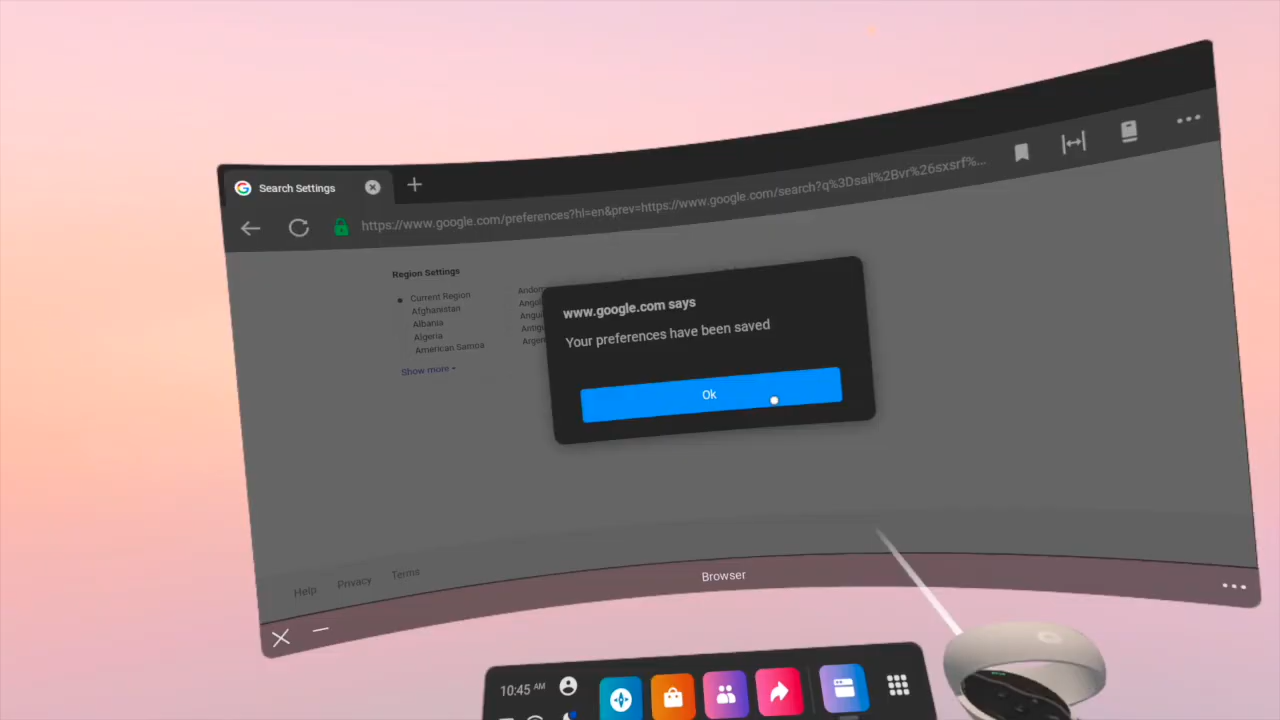 Search Settings
https://www.google.com/preferences?hl=en&prev=https://www.google.com/search?q%3Dsail%2Bvr%26sxsrf%...
Region Settings
Current Region
Afghanistan
Albania
Algeria
American Samoa
Show more
www.google.com says
Your preferences have been saved
Ok
Help Privacy Terms
Browser
10:45 AM